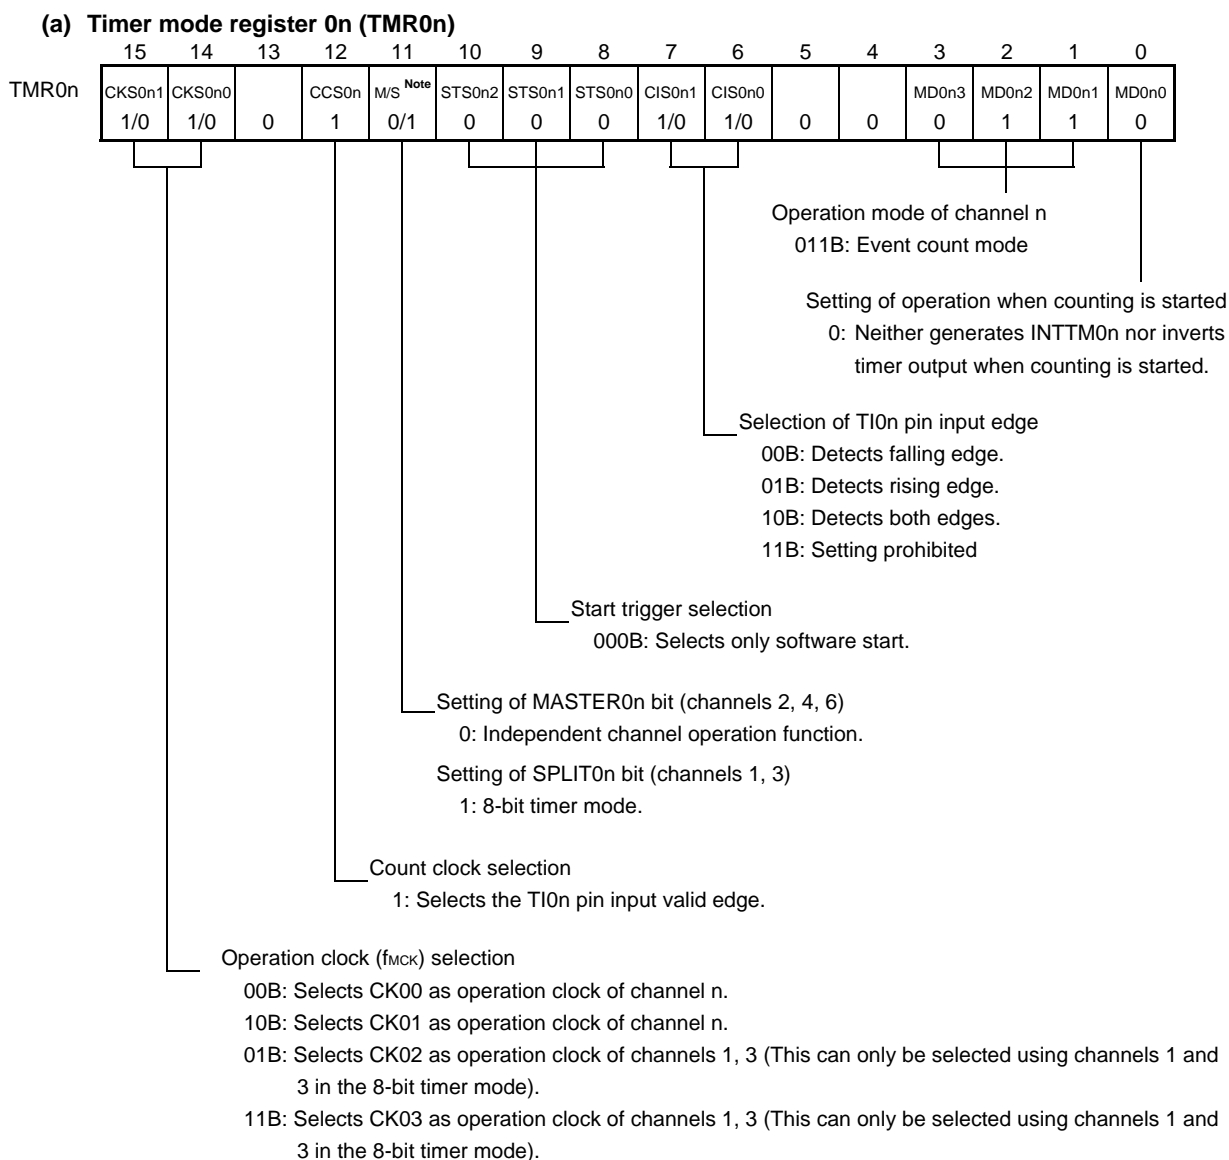 (a) Timer mode register 0n (TMR0n)
15 14 13 12 11 10 9 8 7 6 5 4 3 2 1 0
TMR0n CKS0n1 CKS0n0 CCS0n M/S Note STS0n2 STS0n1 STS0n0 CIS0n1 CIS0n0 MD0n3 MD0n2 MD0n1 MD0n0
1/0 1/0 0 1 0/1 0 0 0 1/0 1/0 0 0 0 1 1 0
Operation mode of channel n
011B: Event count mode
Setting of operation when counting is started
0: Neither generates INTTM0n nor inverts
timer output when counting is started.
Selection of TI0n pin input edge
00B: Detects falling edge.
01B: Detects rising edge.
10B: Detects both edges.
11B: Setting prohibited
Start trigger selection
000B: Selects only software start.
Setting of MASTER0n bit (channels 2, 4, 6)
0: Independent channel operation function.
Setting of SPLIT0n bit (channels 1, 3)
1: 8-bit timer mode.
Count clock selection
1: Selects the TI0n pin input valid edge.
Operation clock (fMCK) selection
00B: Selects CK00 as operation clock of channel n.
10B: Selects CK01 as operation clock of channel n.
01B: Selects CK02 as operation clock of channels 1, 3 (This can only be selected using channels 1 and
3 in the 8-bit timer mode).
11B: Selects CK03 as operation clock of channels 1, 3 (This can only be selected using channels 1 and
3 in the 8-bit timer mode).